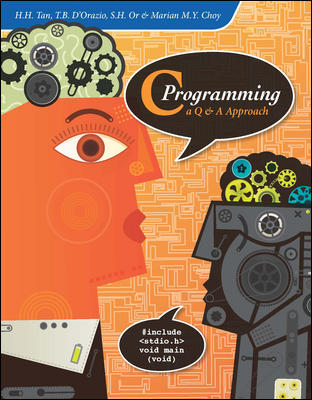 H.H. Tan, T.B. D'Orazio, S.H. Or & Marian M.Y. Choy
C Programming
a Q & A Approach
#include
<stdio.h>
void main
(void)